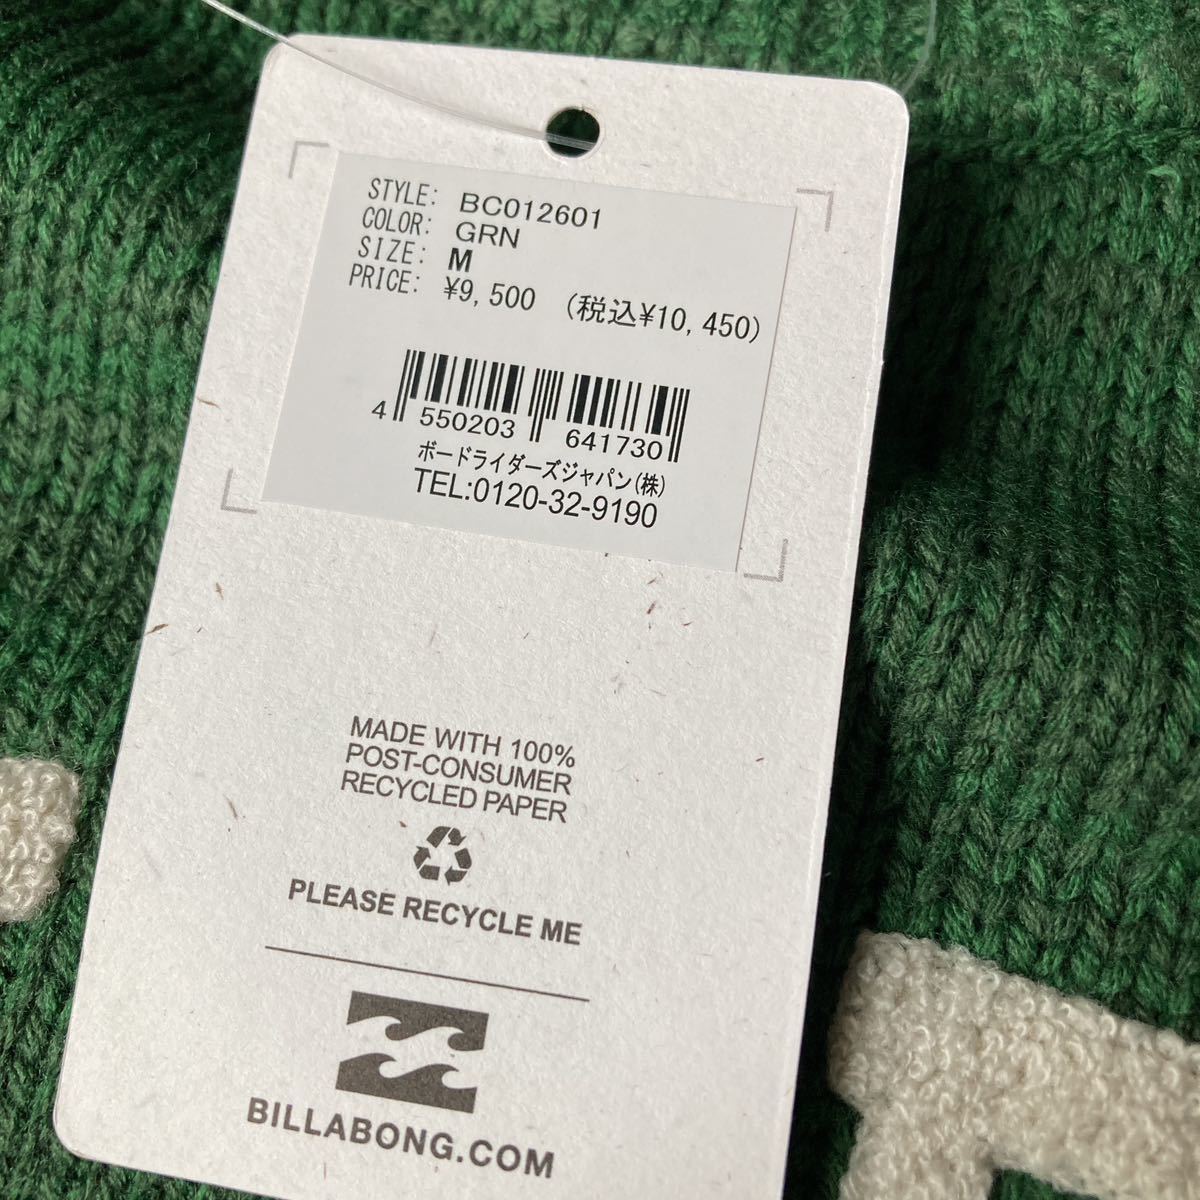 STYLE: BC012601
COLOR: GRN
SIZE: M
PRICE: ¥9,500 (税込¥10,450)
4 550203 641730
ボードライダーズジャパン(株)
TEL:0120-32-9190
MADE WITH 100%
POST-CONSUMER
RECYCLED PAPER
PLEASE RECYCLE ME
BILLABONG.COM